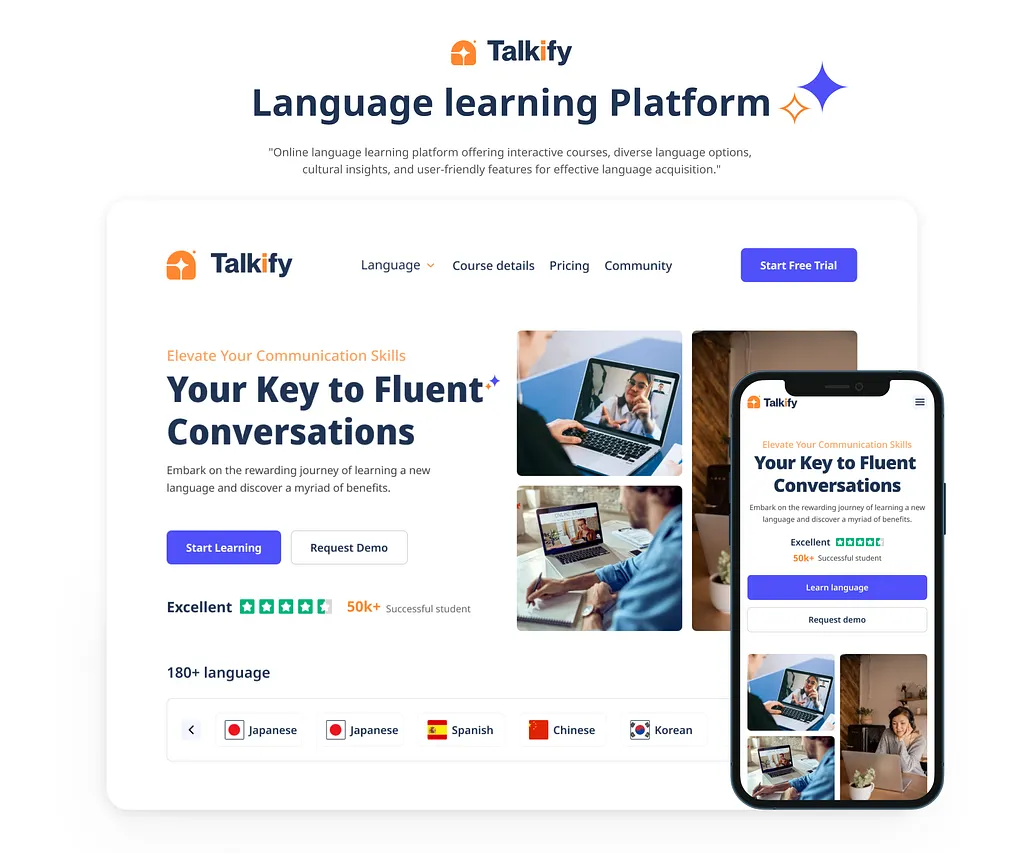 Talkify
Language learning Platform
"Online language learning platform offering interactive courses, diverse language options,
cultural insights, and user-friendly features for effective language acquisition."
Talkify
Language
Course details
Pricing
Community
Start Free Trial
Elevate Your Communication Skills
Your Key to Fluent
Conversations
Embark on the rewarding journey of learning a new
language and discover a myriad of benefits.
Start Learning
Request Demo
Excellent
50k+ Successful student
180+ language
Japanese
Japanese
Spanish
Chinese
Korean
Talkify
Elevate Your Communication Skills
Your Key to Fluent
Conversations
Embark on the rewarding journey of learning a new
language and discover a myriad of benefits.
Excellent
50k+ Successful student
Learn language
Request demo